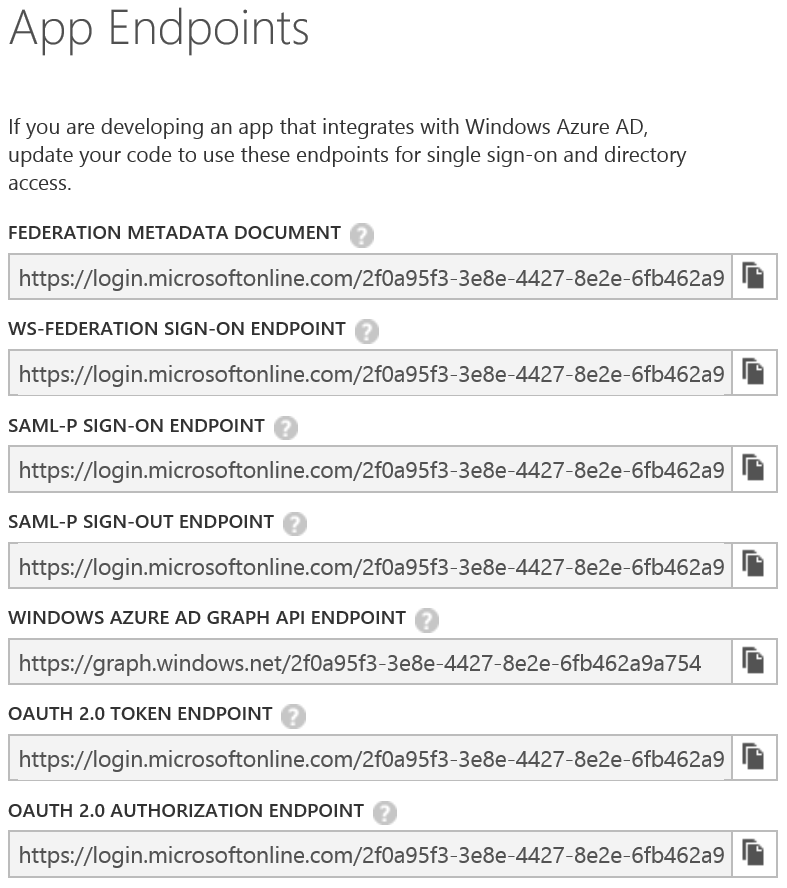 App Endpoints
If you are developing an app that integrates with Windows Azure AD,
update your code to use these endpoints for single sign-on and directory
access.
FEDERATION METADATA DOCUMENT ?
https://login.microsoftonline.com/2f0a95f3-3e8e-4427-8e2e-6fb462a9
WS-FEDERATION SIGN-ON ENDPOINT ?
https://login.microsoftonline.com/2f0a95f3-3e8e-4427-8e2e-6fb462a9
SAML-P SIGN-ON ENDPOINT ?
https://login.microsoftonline.com/2f0a95f3-3e8e-4427-8e2e-6fb462a9
SAML-P SIGN-OUT ENDPOINT ?
https://login.microsoftonline.com/2f0a95f3-3e8e-4427-8e2e-6fb462a9
WINDOWS AZURE AD GRAPH API ENDPOINT ?
https://graph.windows.net/2f0a95f3-3e8e-4427-8e2e-6fb462a9a754
OAUTH 2.0 TOKEN ENDPOINT ?
https://login.microsoftonline.com/2f0a95f3-3e8e-4427-8e2e-6fb462a9
OAUTH 2.0 AUTHORIZATION ENDPOINT ?
https://login.microsoftonline.com/2f0a95f3-3e8e-4427-8e2e-6fb462a9